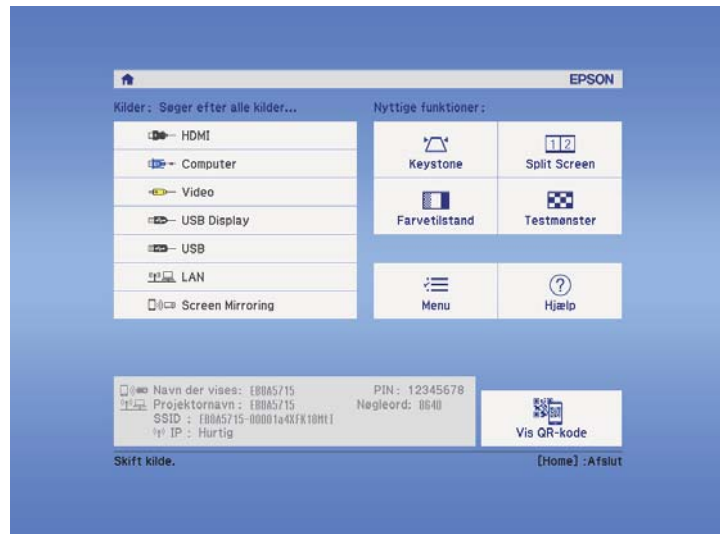 EPSON
Kilder: Søger efter alle kilder...
HDMI
Computer
Video
USB Display
USB
LAN
Screen Mirroring
Nyttige funktioner:
Keystone
1 2
Split Screen
Farvetilstand
Testmønster
Menu
?
Hjælp
Navn der vises: EB0A5715
PIN: 12345678
Projektornavn: EB0A5715
Nøgleord: 0640
SSID :
IP : Hurtig
Vis QR-kode
Skift kilde.
[Home] :Afslut